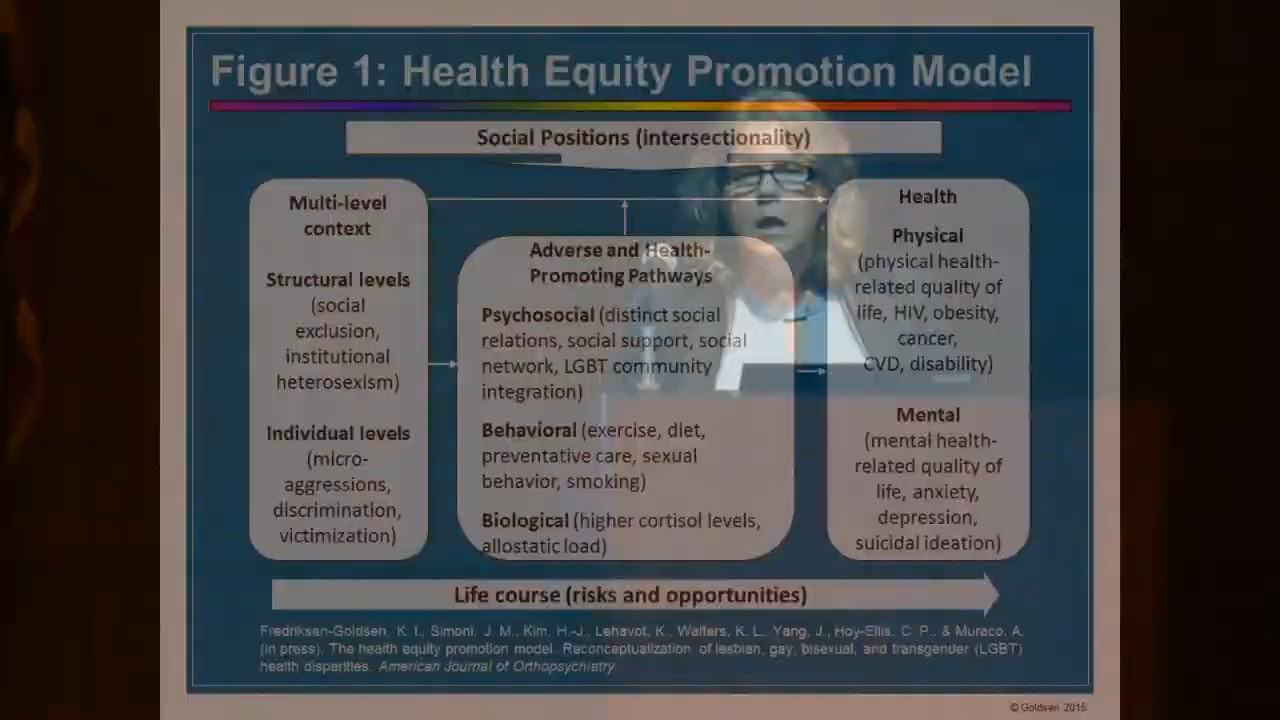 Figure 1: Health Equity Promotion Model
Social Positions (intersectionality)
Multi-level
context
Structural levels
(social
exclusion,
institutional
heterosexism)
Individual levels
(micro-
aggressions,
discrimination,
victimization)
Adverse and Health-
Promoting Pathways
Psychosocial (distinct social
relations, social support, social
network, LGBT community
integration)
Behavioral (exercise, diet,
preventative care, sexual
behavior, smoking)
Biological (higher cortisol levels,
allostatic load)
Health
Physical
(physical health-
related quality of
life, HIV, obesity,
cancer,
CVD, disability)
Mental
(mental health-
related quality of
life, anxiety,
depression,
suicidal ideation)
Life course (risks and opportunities)
Fredriksen-Goldsen, K. I., Simoni, J. M., Kim, H.-J., Lehavot, K., Walters, K. L., Yang, J., Hoy-Ellis, C. P., & Muraco, A.
(in press). The health equity promotion model: Reconceptualization of lesbian, gay, bisexual, and transgender (LGBT)
health disparities. American Journal of Orthopsychiatry.
© Goldsen 2015